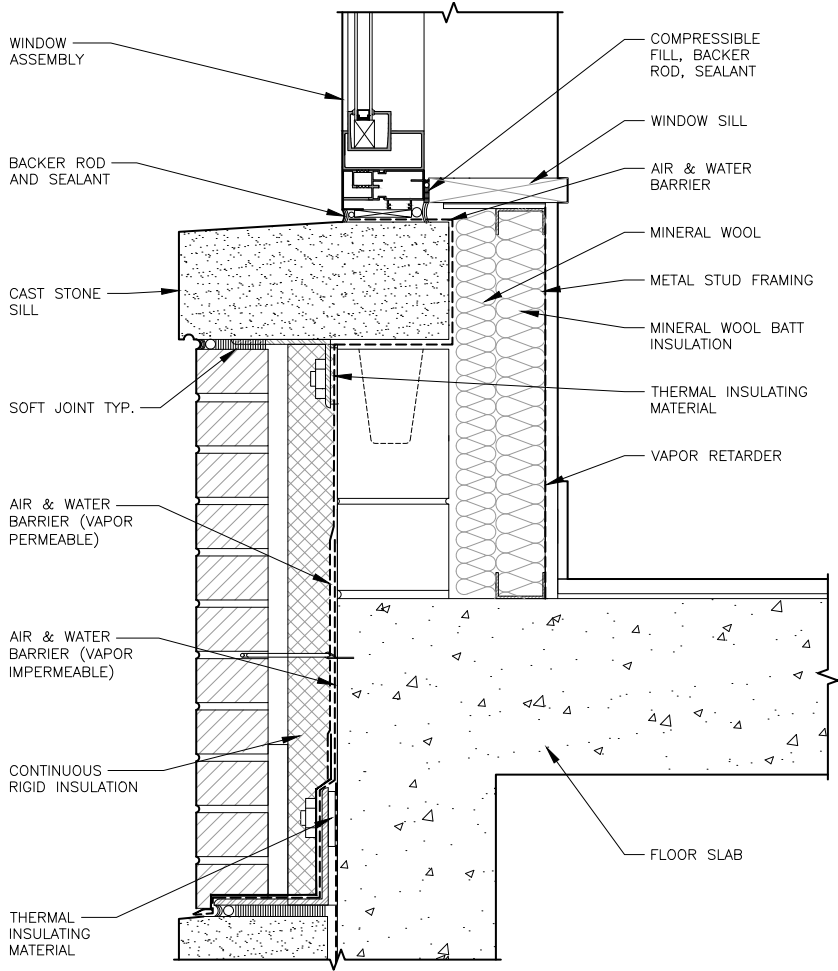 WINDOW
ASSEMBLY
BACKER ROD
AND SEALANT
CAST STONE
SILL
SOFT JOINT TYP.
AIR & WATER
BARRIER (VAPOR
PERMEABLE)
AIR & WATER
BARRIER (VAPOR
IMPERMEABLE)
CONTINUOUS
RIGID INSULATION
THERMAL
INSULATING
MATERIAL
COMPRESSIBLE
FILL, BACKER
ROD, SEALANT
WINDOW SILL
AIR & WATER
BARRIER
MINERAL WOOL
METAL STUD FRAMING
MINERAL WOOL BATT
INSULATION
THERMAL INSULATING
MATERIAL
VAPOR RETARDER
FLOOR SLAB